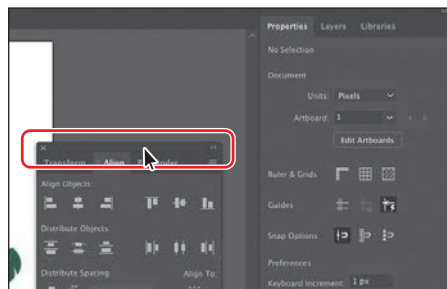 Properties Layers Libraries
No Selection
Document
Units: Pixels
Artboard: 1
Edit Artboards
Transform Align
Align Objects:
Ruler & Grids
Guides
Distribute Objects:
Snap Options
Distribute Spacing: Align To:
Preferences
Keyboard Increment: 1 px